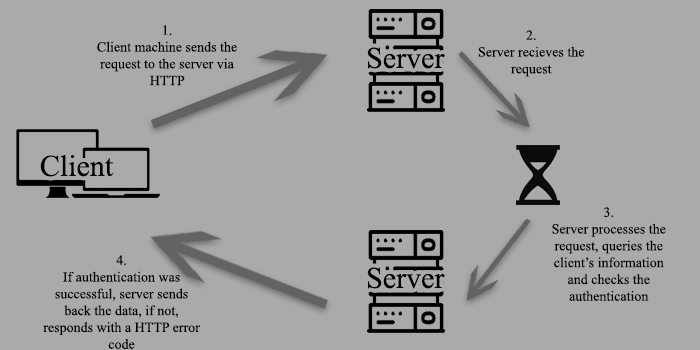 1.
Client machine sends the
request to the server via
HTTP
Server
2.
Server recieves the
request
Client
3.
Server processes the
request, queries the
client's information
and checks the
authentication
Server
4.
If authentication was
successful, server sends
back the data, if not,
responds with a HTTP error
code